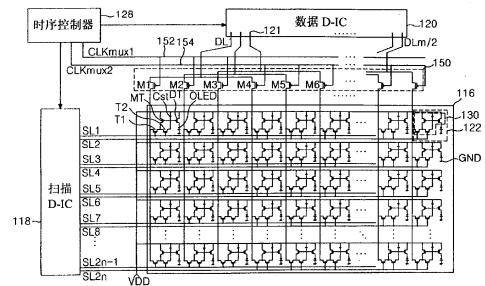 时序控制器
128
数据 D-IC
120
152
154
DL
121
DLm/2
CLKmux1
CLKmux2
150
M1
M2
M3
M4
M5
M6
116
MT
Cst
DT
OLED
T2
T1
130
122
GND
SL1
SL2
SL3
SL4
SL5
SL6
SL7
SL8
SL2n-1
SL2n
扫描
D-IC
118
VDD